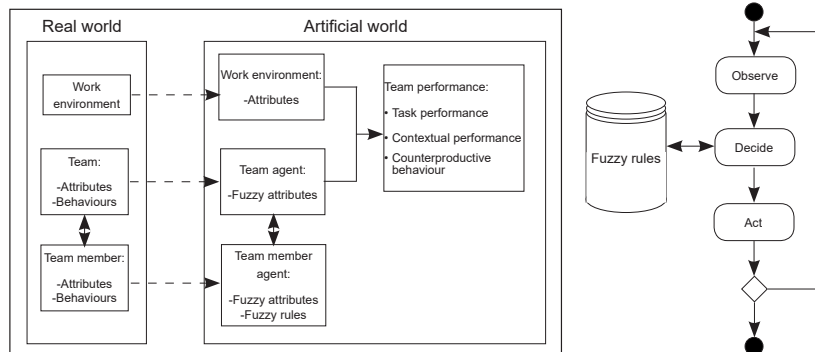 Real world
Artificial world
Work
environment
Team:
-Attributes
-Behaviours
Team member:
-Attributes
-Behaviours
Work environment:
-Attributes
Team agent:
-Fuzzy attributes
Team member
agent:
-Fuzzy attributes
-Fuzzy rules
Team performance:
• Task performance
• Contextual performance
• Counterproductive
behaviour
Fuzzy rules
Observe
Decide
Act